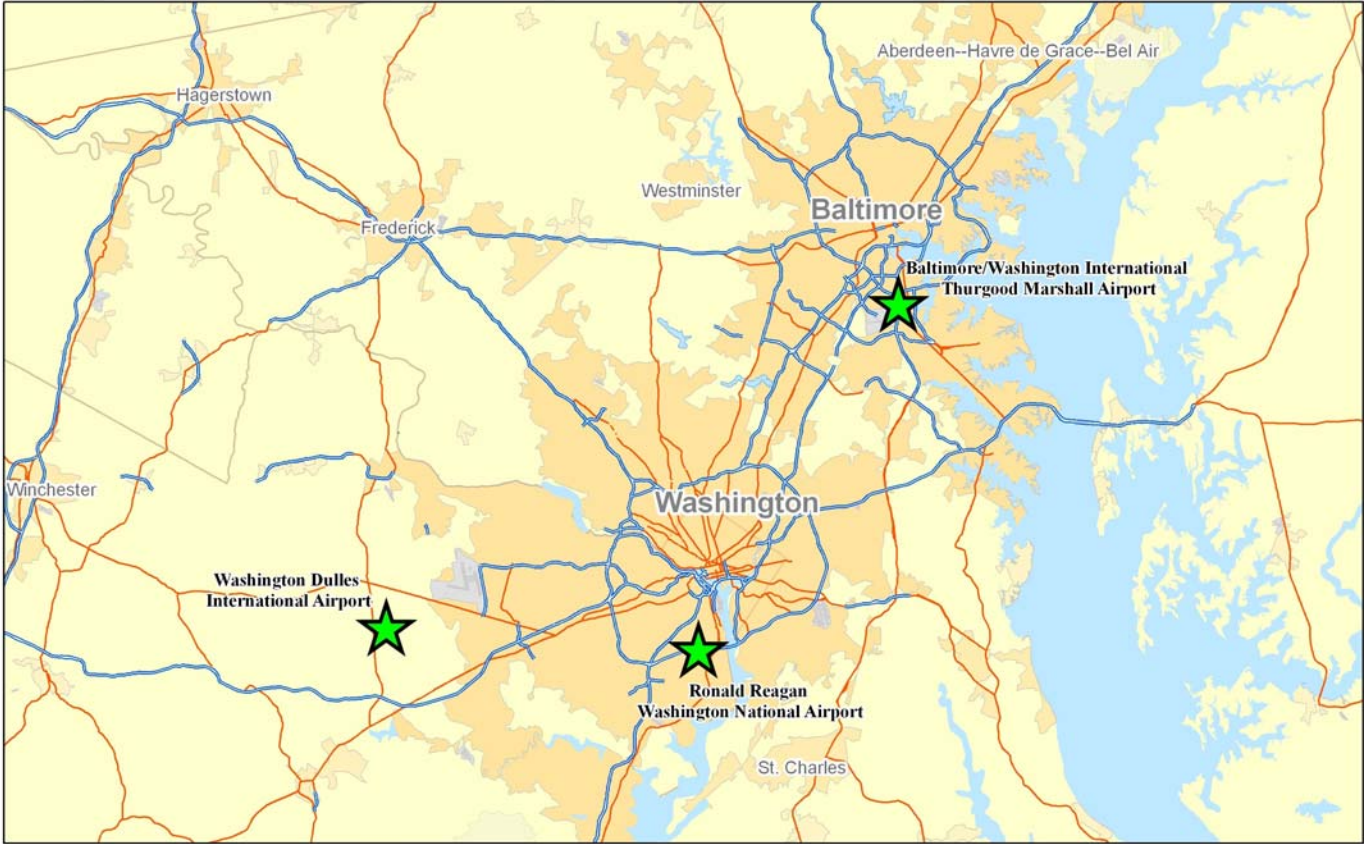 Aberdeen--Havre de Grace--Bel Air
Hagerstown
Westminster
Baltimore
Frederick
Baltimore/Washington International
Thurgood Marshall Airport
Winchester
Washington
Washington Dulles
International Airport
Ronald Reagan
Washington National Airport
St. Charles